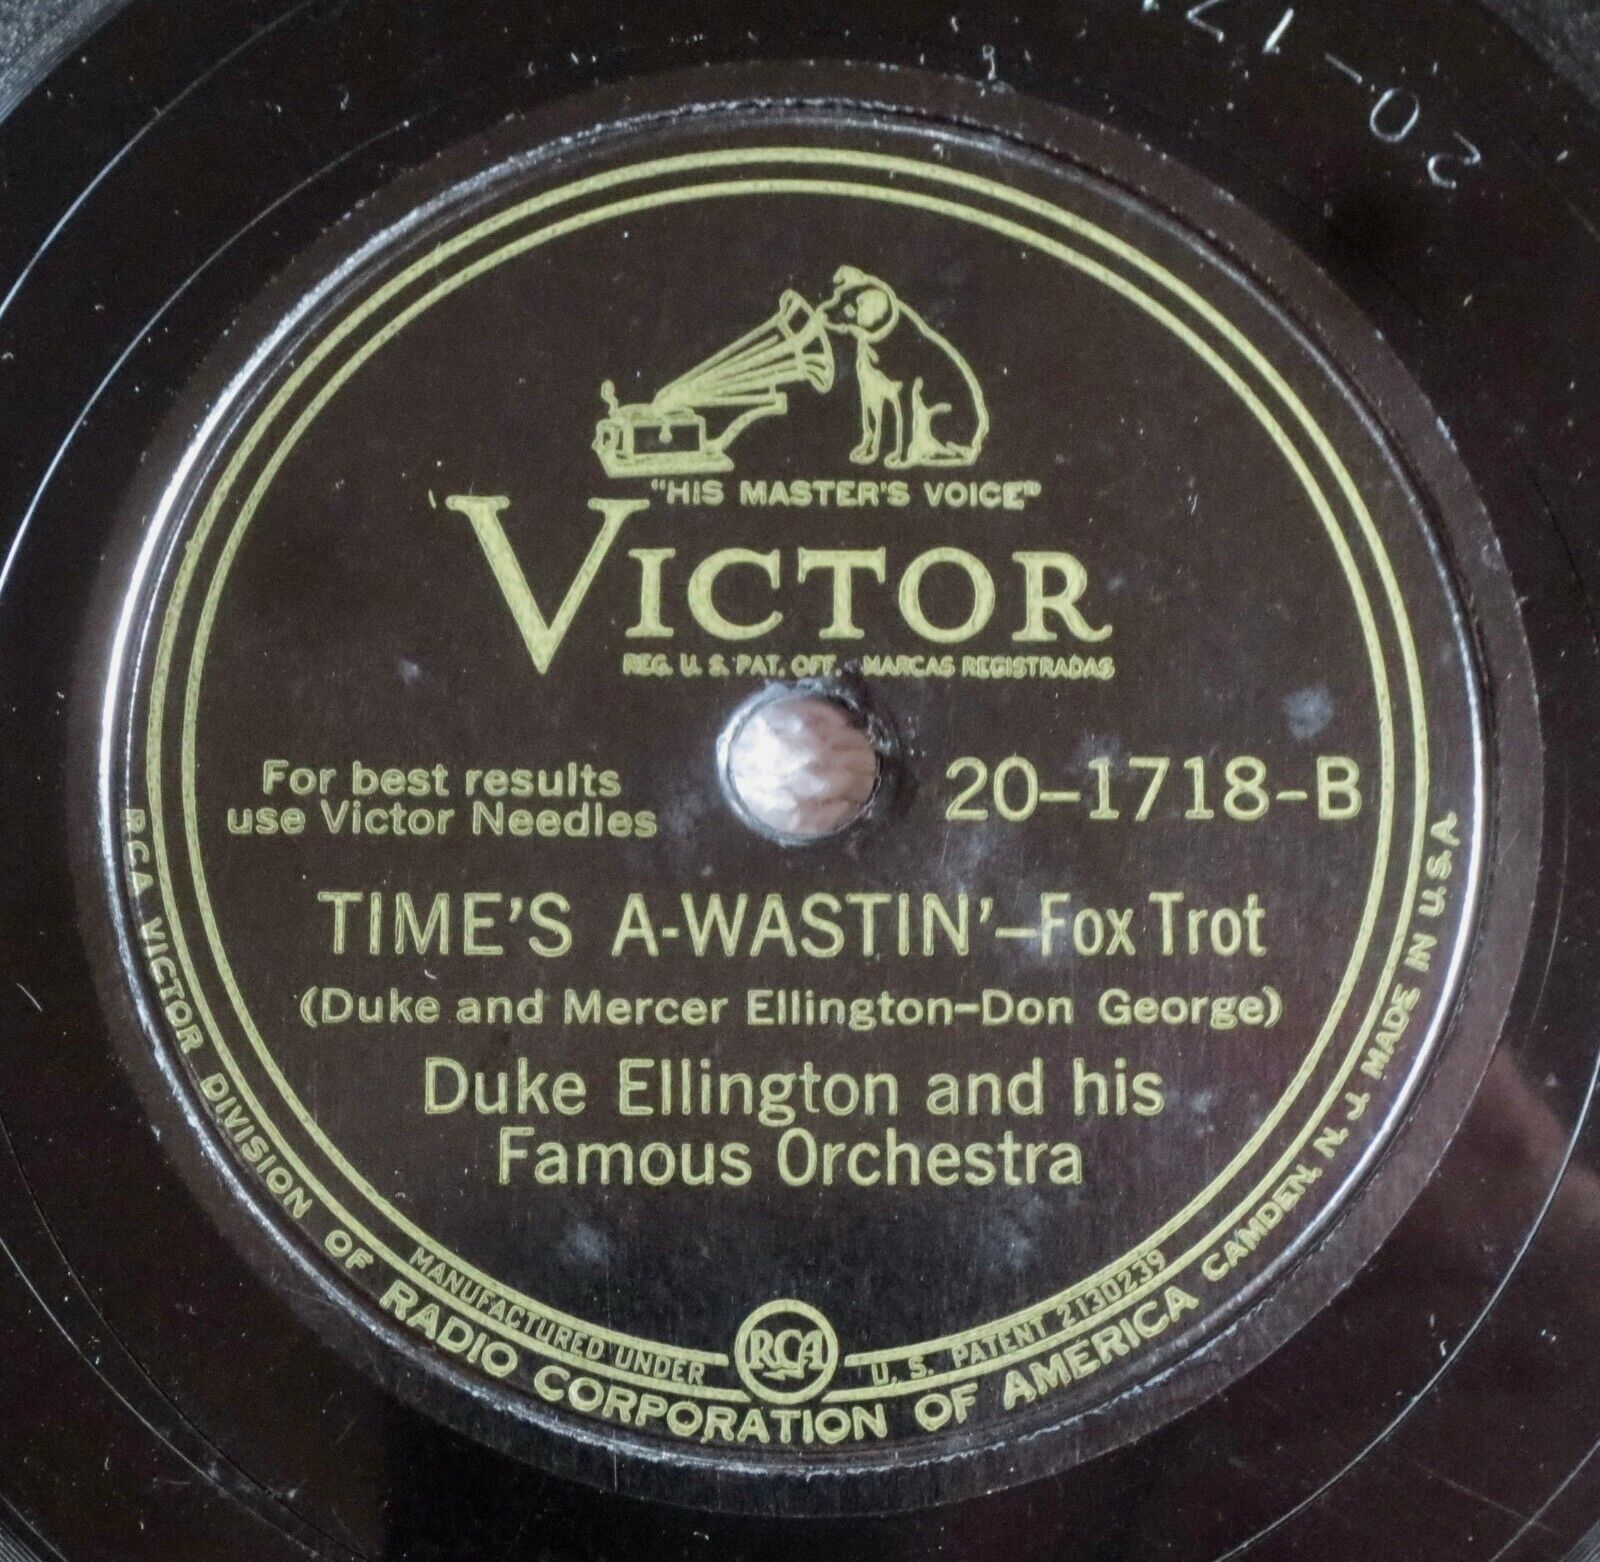 20-17
"HIS MASTER'S VOICE"
VICTOR
REG. U. S. PAT. OFF. MARCAS REGISTRADAS
For best results
use Victor Needles
20-1718-B
TIME'S A-WASTIN'-Fox Trot
(Duke and Mercer Ellington-Don George)
Duke Ellington and his
Famous Orchestra
MANUFACTURED UNDER RCA U. S. PATENT 2130239
RCA VICTOR DIVISION OF RADIO CORPORATION OF AMERICA CAMDEN, N. J. MADE IN U.S.A.